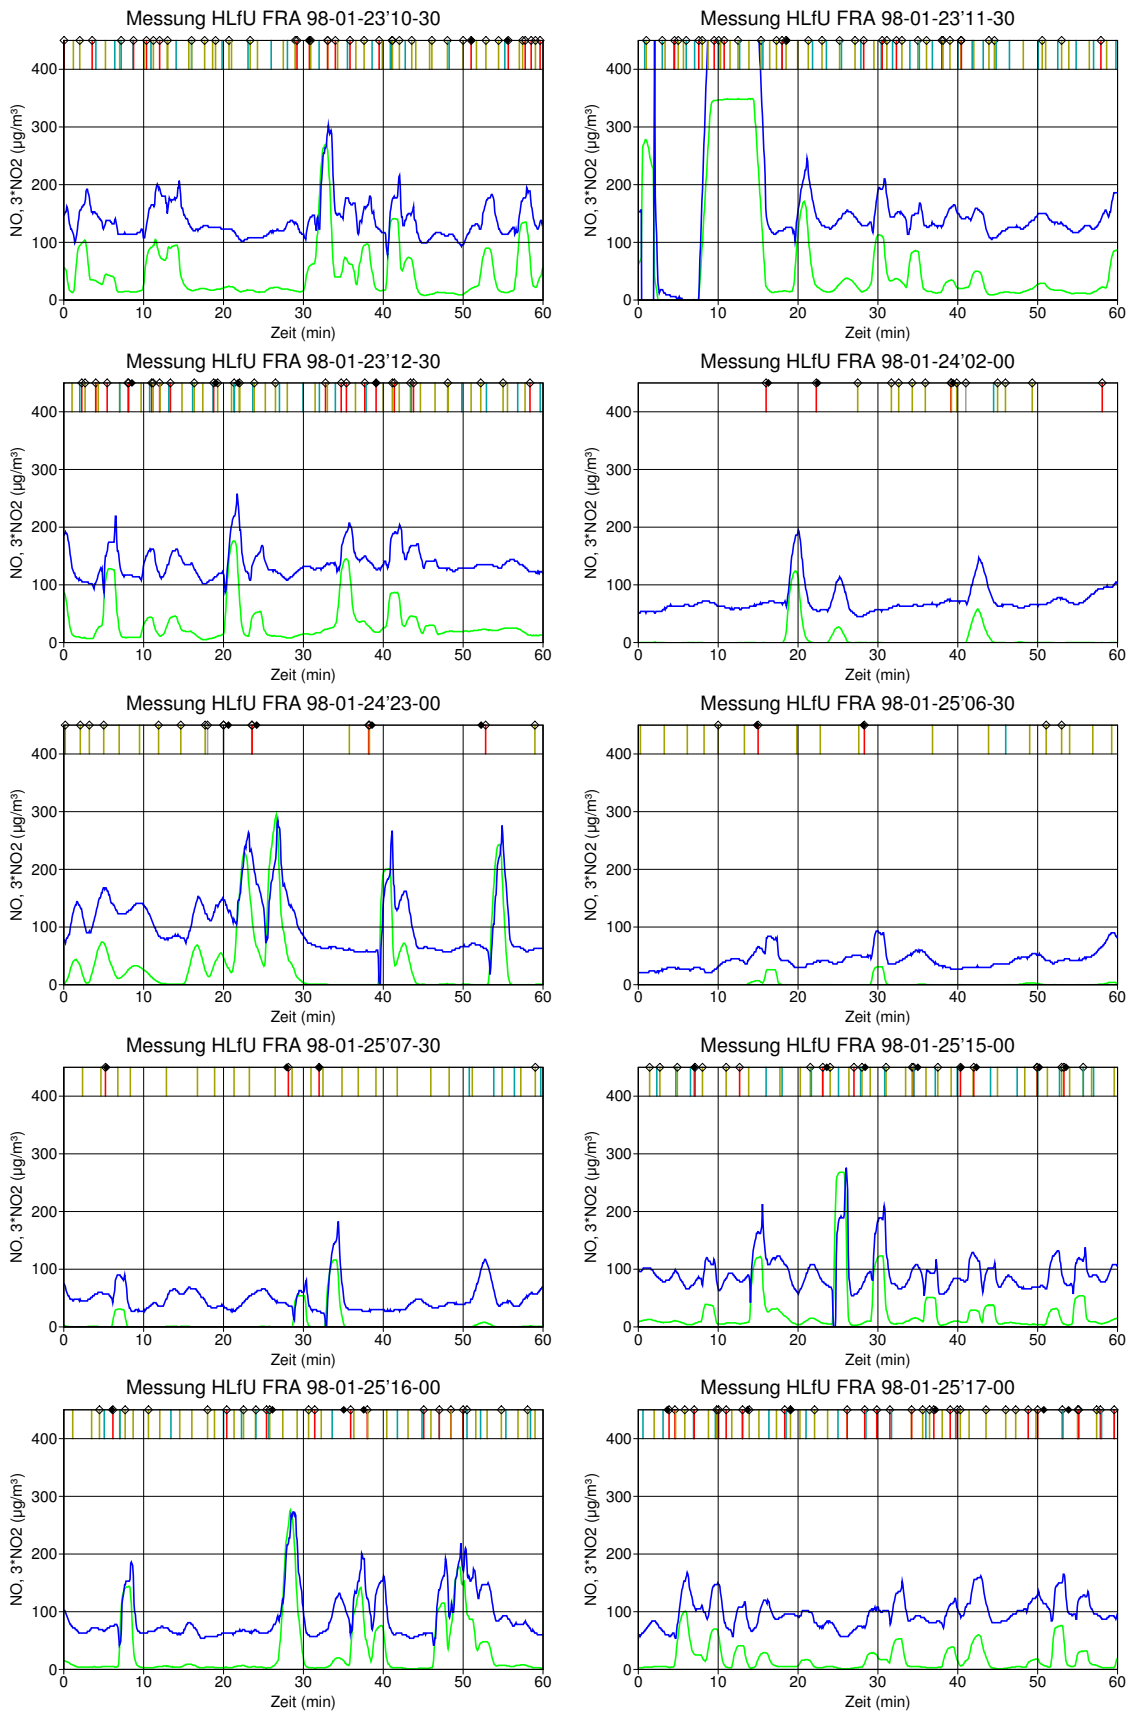 Messung HLfU FRA 98-01-23'10-30
NO, 3*NO2 (µg/m³)
400
300
200
100
0
0 10 20 30 40 50 60
Zeit (min)
Messung HLfU FRA 98-01-23'11-30
NO, 3*NO2 (µg/m³)
400
300
200
100
0
0 10 20 30 40 50 60
Zeit (min)
Messung HLfU FRA 98-01-23'12-30
NO, 3*NO2 (µg/m³)
400
300
200
100
0
0 10 20 30 40 50 60
Zeit (min)
Messung HLfU FRA 98-01-24'02-00
NO, 3*NO2 (µg/m³)
400
300
200
100
0
0 10 20 30 40 50 60
Zeit (min)
Messung HLfU FRA 98-01-24'23-00
NO, 3*NO2 (µg/m³)
400
300
200
100
0
0 10 20 30 40 50 60
Zeit (min)
Messung HLfU FRA 98-01-25'06-30
NO, 3*NO2 (µg/m³)
400
300
200
100
0
0 10 20 30 40 50 60
Zeit (min)
Messung HLfU FRA 98-01-25'07-30
NO, 3*NO2 (µg/m³)
400
300
200
100
0
0 10 20 30 40 50 60
Zeit (min)
Messung HLfU FRA 98-01-25'15-00
NO, 3*NO2 (µg/m³)
400
300
200
100
0
0 10 20 30 40 50 60
Zeit (min)
Messung HLfU FRA 98-01-25'16-00
NO, 3*NO2 (µg/m³)
400
300
200
100
0
0 10 20 30 40 50 60
Zeit (min)
Messung HLfU FRA 98-01-25'17-00
NO, 3*NO2 (µg/m³)
400
300
200
100
0
0 10 20 30 40 50 60
Zeit (min)